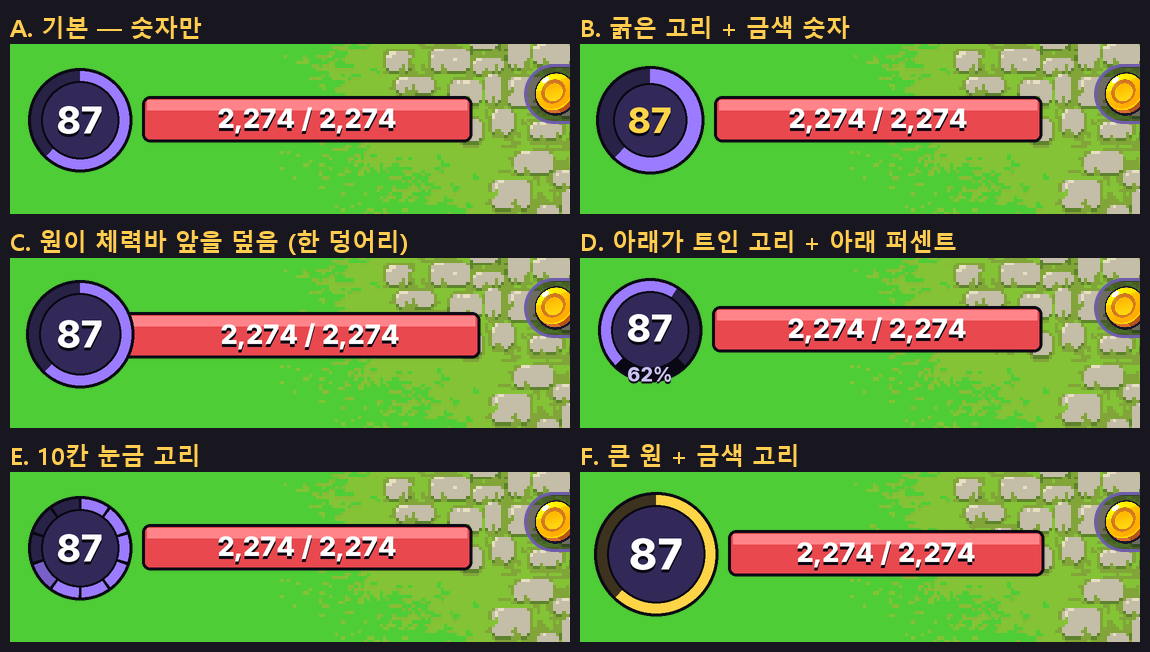 A. 기본 — 숫자만
87
2,274 / 2,274
B. 굵은 고리 + 금색 숫자
87
2,274 / 2,274
C. 원이 체력바 앞을 덮음 (한 덩어리)
87
2,274 / 2,274
D. 아래가 트인 고리 + 아래 퍼센트
87
62%
2,274 / 2,274
E. 10칸 눈금 고리
87
2,274 / 2,274
F. 큰 원 + 금색 고리
87
2,274 / 2,274